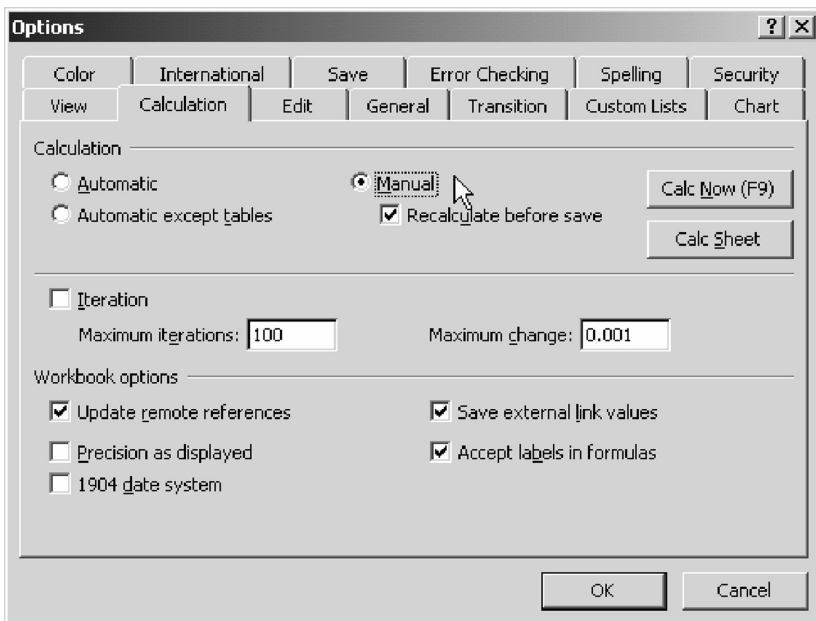 Options
Color International Save Error Checking Spelling Security
View Calculation Edit General Transition Custom Lists Chart
Calculation
Automatic Manual Calc Now (F9)
Automatic except tables Recalculate before save
Calc Sheet
Iteration
Maximum iterations: 100 Maximum change: 0.001
Workbook options
Update remote references Save external link values
Precision as displayed Accept labels in formulas
1904 date system
OK Cancel